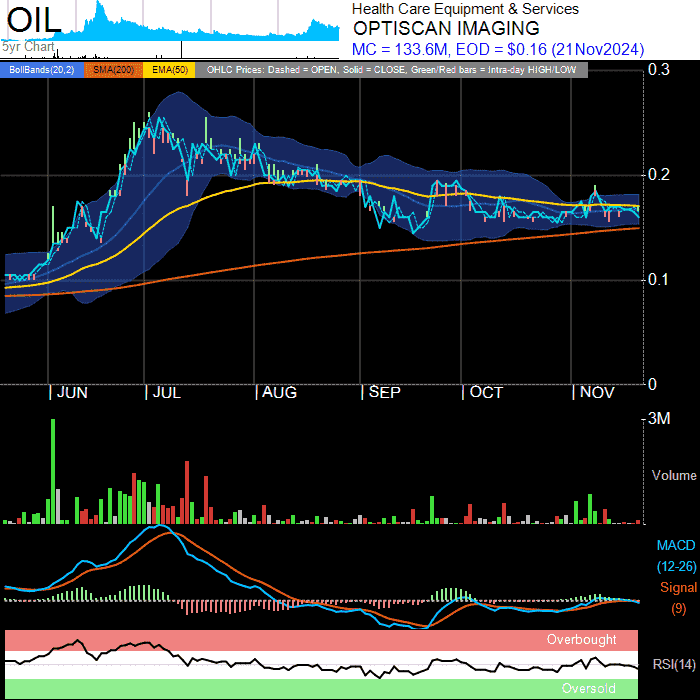 OIL
5yr Chart
Health Care Equipment & Services
OPTISCAN IMAGING
MC = 133.6M, EOD = $0.16 (21Nov2024)
BollBands(20,2) SMA(200) EMA(50) OHLC Prices: Dashed = OPEN, Solid = CLOSE, Green/Red bars = Intra-day HIGH/LOW
0.3
0.2
0.1
0
JUN JUL AUG SEP OCT NOV
3M
Volume
MACD
(12-26)
Signal
(9)
Overbought
RSI(14)
Oversold